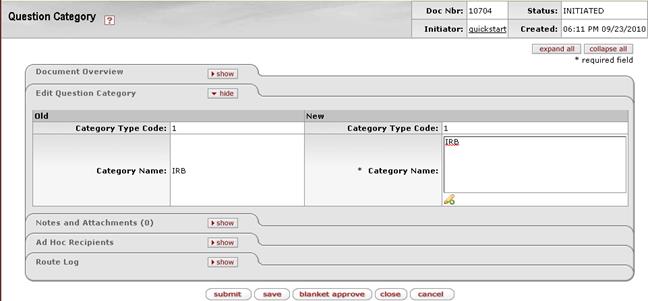 Question Category ?
Doc Nbr: 10704 Status: INITIATED
Initiator: quickstart Created: 06:11 PM 09/23/2010
expand all collapse all
* required field
Document Overview show
Edit Question Category hide
Old New
Category Type Code: 1 Category Type Code: 1
Category Name: IRB * Category Name: IRB
Notes and Attachments (0) show
Ad Hoc Recipients show
Route Log show
submit save blanket approve close cancel